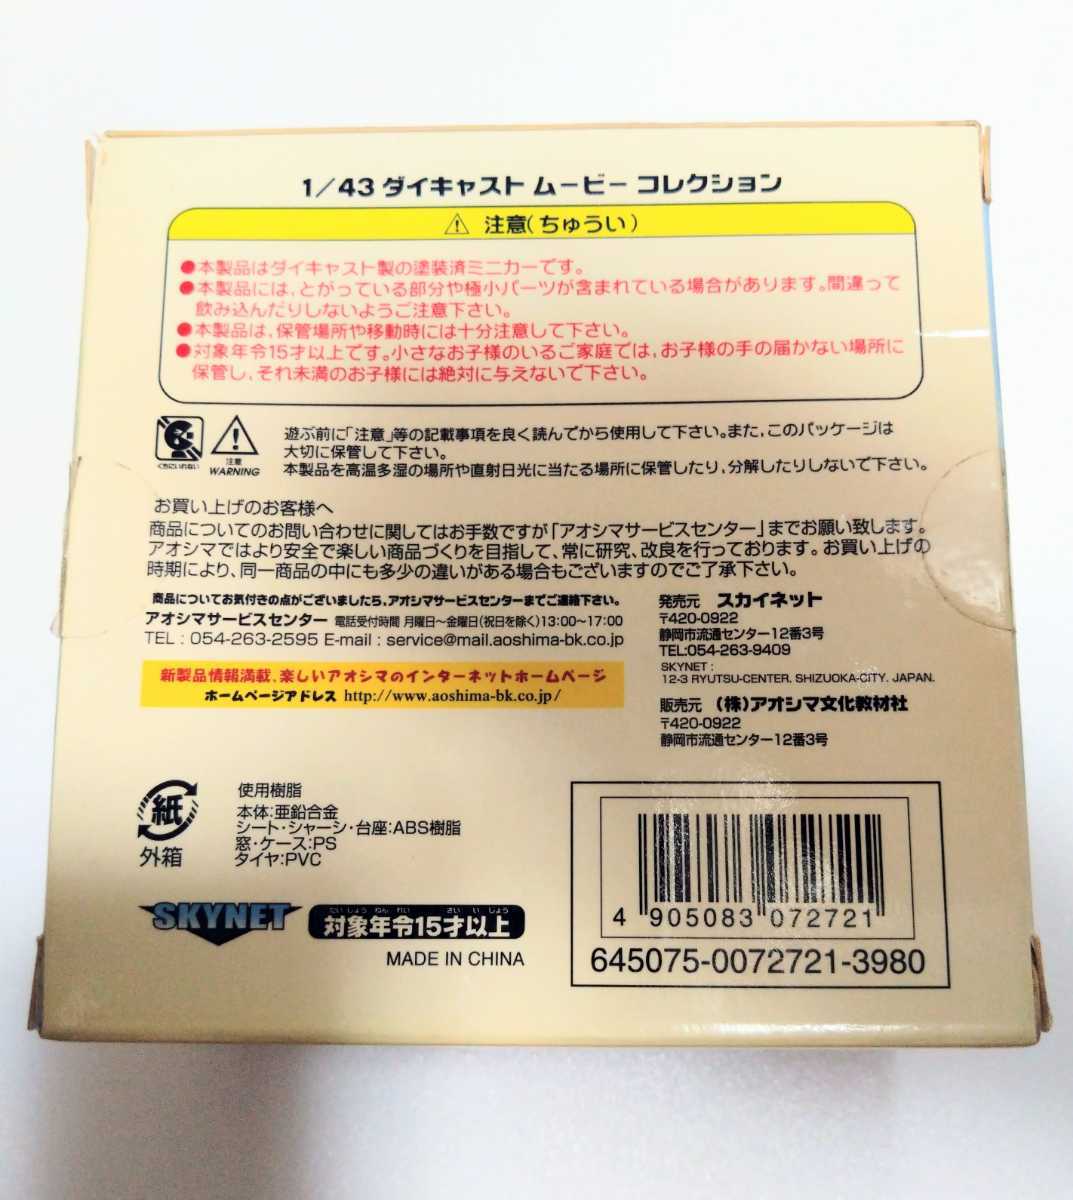 1/43 ダイキャスト ムービー コレクション
注意(ちゅうい)
●本製品はダイキャスト製の塗装済ミニカーです。
●本製品には、とがっている部分や極小パーツが含まれている場合があります。間違って
飲み込んだりしないようご注意下さい。
●本製品は、保管場所や移動時には十分注意して下さい。
●対象年令15才以上です。小さなお子様のいるご家庭では、お子様の手の届かない場所に
保管し、それ未満のお子様には絶対に与えないで下さい。
くちにいれない
注意
WARNING
遊ぶ前に「注意」等の記載事項を良く読んでから使用して下さい。また、このパッケージは
大切に保管して下さい。
本製品を高温多湿の場所や直射日光に当たる場所に保管したり、分解したりしないで下さい。
お買い上げのお客様へ
商品についてのお問い合わせに関してはお手数ですが「アオシマサービスセンター」までお願い致します。
アオシマではより安全で楽しい商品づくりを目指して、常に研究、改良を行っております。お買い上げの
時期により、同一商品の中にも多少の違いがある場合もございますのでご了承下さい。
商品についてお気付きの点がございましたら、アオシマサービスセンターまでご連絡下さい。
アオシマサービスセンター 電話受付時間 月曜日~金曜日(祝日を除く)13:00~17:00
TEL : 054-263-2595 E-mail : service@mail.aoshima-bk.co.jp
新製品情報満載、楽しいアオシマのインターネットホームページ
ホームページアドレス http://www.aoshima-bk.co.jp/
発売元 スカイネット
〒420-0922
静岡市流通センター12番3号
TEL:054-263-9409
SKYNET :
12-3 RYUTSU-CENTER, SHIZUOKA-CITY, JAPAN.
販売元 (株)アオシマ文化教材社
〒420-0922
静岡市流通センター12番3号
紙
外箱
使用樹脂
本体:亜鉛合金
シート・シャーシ・台座:ABS樹脂
窓・ケース:PS
タイヤ:PVC
SKYNET
たいしょう ねん れい さい い じょう
対象年令15才以上
MADE IN CHINA
4 905083 072721
645075-0072721-3980